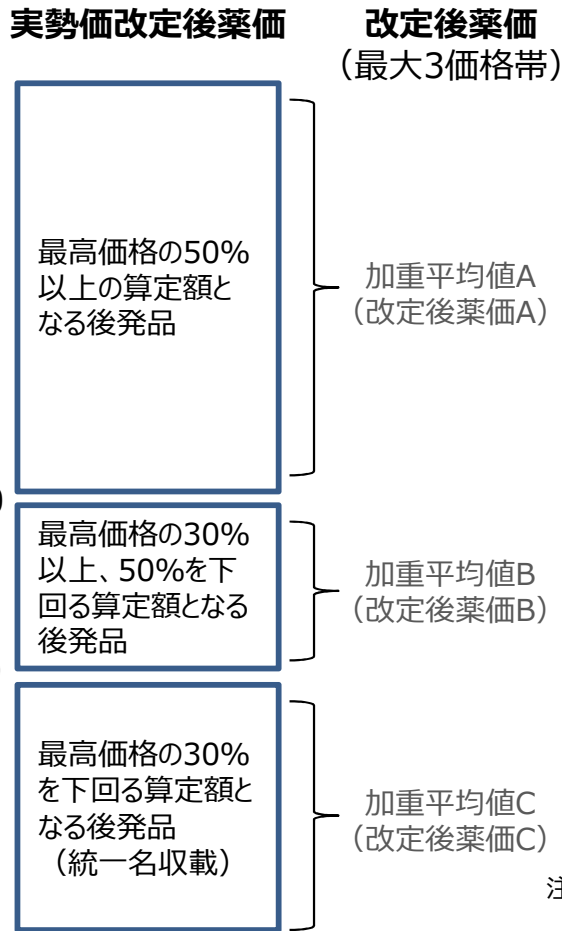 実勢価改定後薬価
改定後薬価
（最大3価格帯）
最高価格の50%
以上の算定額と
なる後発品
加重平均値A
（改定後薬価A）
）
最高価格の30%
以上、50%を下
回る算定額となる
後発品
加重平均値B
（改定後薬価B）
最高価格の30%
を下回る算定額と
なる後発品
（統一名収載）
加重平均値C
（改定後薬価C）
注